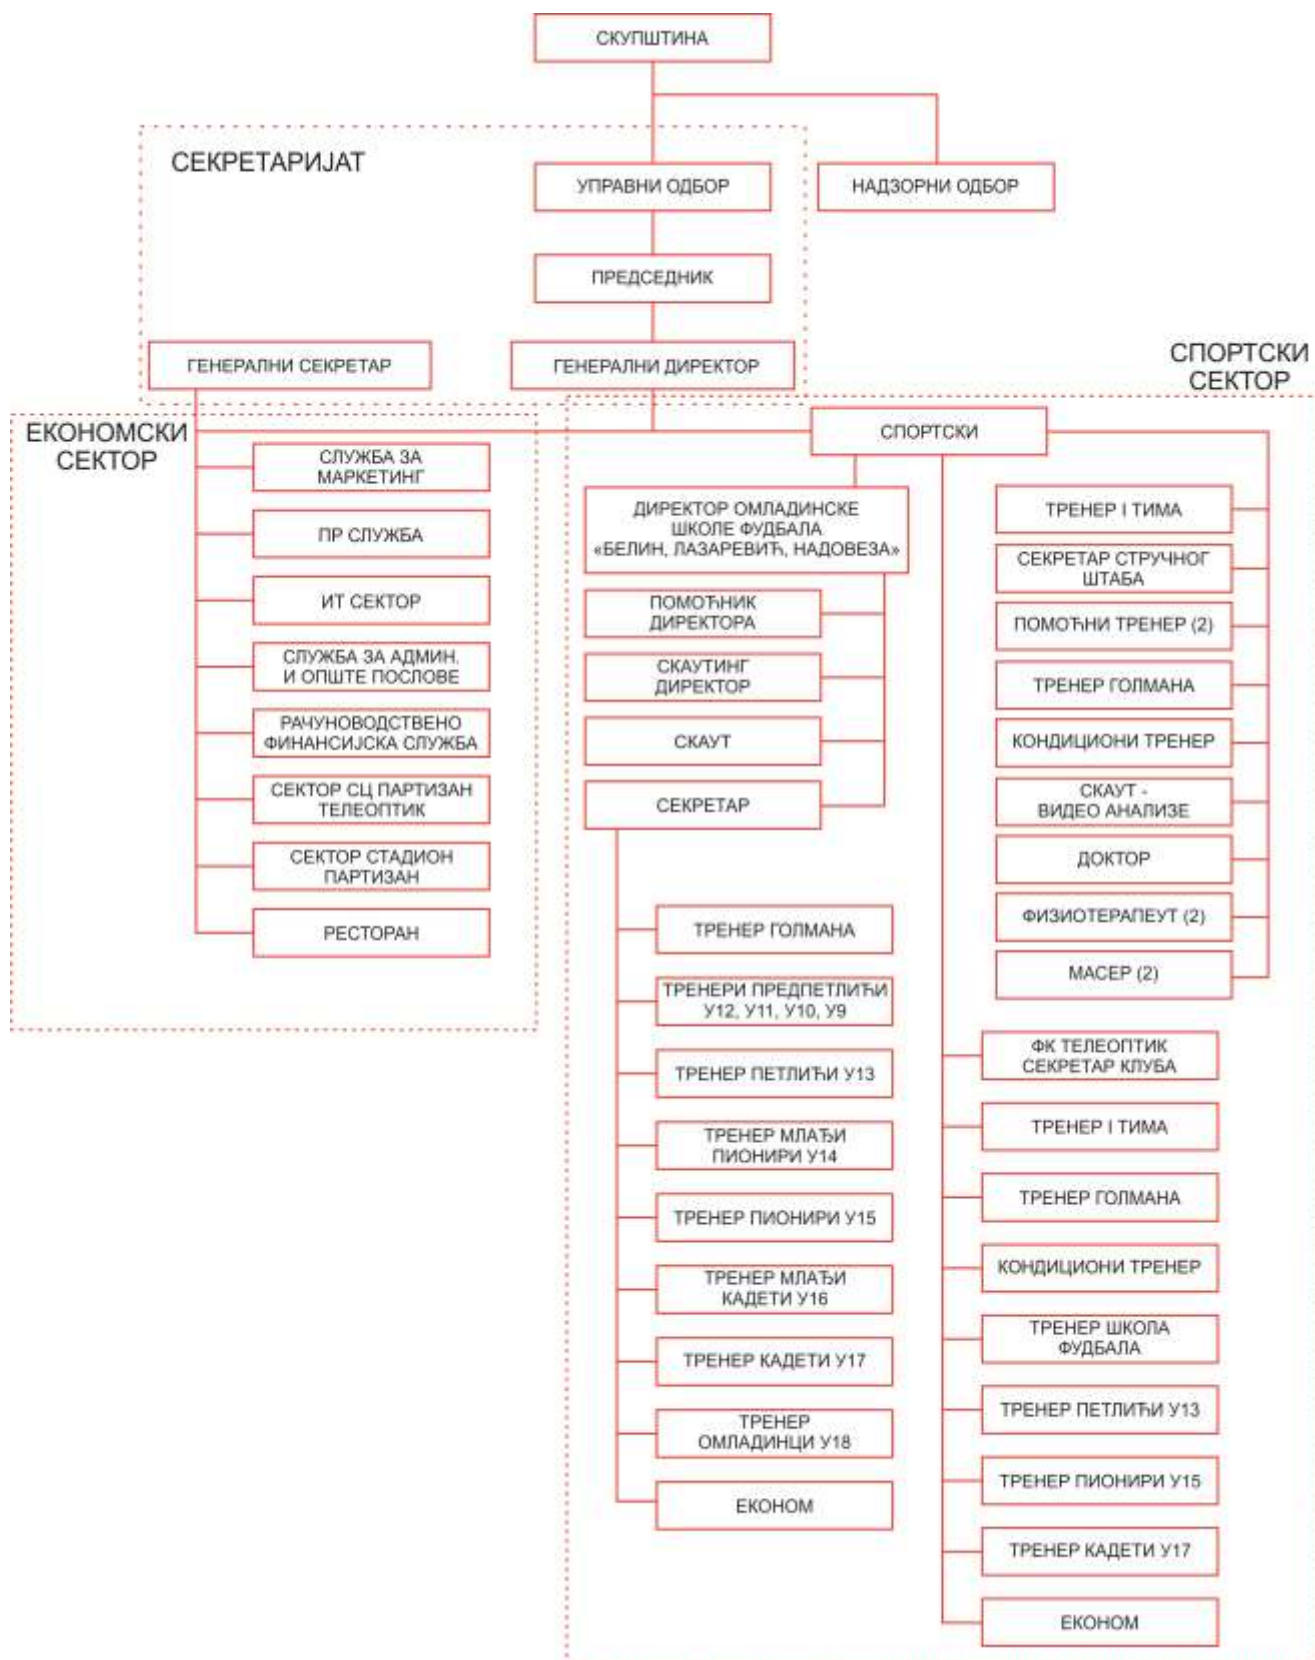 СКУПШТИНА
СЕКРЕТАРИЈАТ
УПРАВНИ ОДБОР
НАДЗОРНИ ОДБОР
ПРЕДСЕДНИК
ГЕНЕРАЛНИ СЕКРЕТАР
ГЕНЕРАЛНИ ДИРЕКТОР
СПОРТСКИ
СЕКТОР
ЕКОНОМСКИ
СЕКТОР
СЛУЖБА ЗА
МАРКЕТИНГ
ПР СЛУЖБА
ИТ СЕКТОР
СЛУЖБА ЗА АДМИН.
И ОПШТЕ ПОСЛОВЕ
РАЧУНОВОДСТВЕНО
ФИНАНСИЈСКА СЛУЖБА
СЕКТОР СЦ ПАРТИЗАН
ТЕЛЕОПТИК
СЕКТОР СТАДИОН
ПАРТИЗАН
РЕСТОРАН
СПОРТСКИ
ДИРЕКТОР ОМЛАДИНСКЕ
ШКОЛЕ ФУДБАЛА
«БЕЛИН, ЛАЗАРЕВИЋ, НАДОВЕЗА»
ПОМОЋНИК
ДИРЕКТОРА
СКАУТИНГ
ДИРЕКТОР
СКАУТ
СЕКРЕТАР
ТРЕНЕР ГОЛМАНА
ТРЕНЕРИ ПРЕДПЕТЛИЋИ
У12, У11, У10, У9
ТРЕНЕР ПЕТЛИЋИ У13
ТРЕНЕР МЛАЂИ
ПИОНИРИ У14
ТРЕНЕР ПИОНИРИ У15
ТРЕНЕР МЛАЂИ
КАДЕТИ У16
ТРЕНЕР КАДЕТИ У17
ТРЕНЕР
ОМЛАДИНЦИ У18
ЕКОНОМ
ТРЕНЕР I ТИМА
СЕКРЕТАР СТРУЧНОГ
ШТАБА
ПОМОЋНИ ТРЕНЕР (2)
ТРЕНЕР ГОЛМАНА
КОНДИЦИОНИ ТРЕНЕР
СКАУТ -
ВИДЕО АНАЛИЗЕ
ДОКТОР
ФИЗИОТЕРАПЕУТ (2)
МАСЕР (2)
ФК ТЕЛЕОПТИК
СЕКРЕТАР КЛУБА
ТРЕНЕР I ТИМА
ТРЕНЕР ГОЛМАНА
КОНДИЦИОНИ ТРЕНЕР
ТРЕНЕР ШКОЛА
ФУДБАЛА
ТРЕНЕР ПЕТЛИЋИ У13
ТРЕНЕР ПИОНИРИ У15
ТРЕНЕР КАДЕТИ У17
ЕКОНОМ